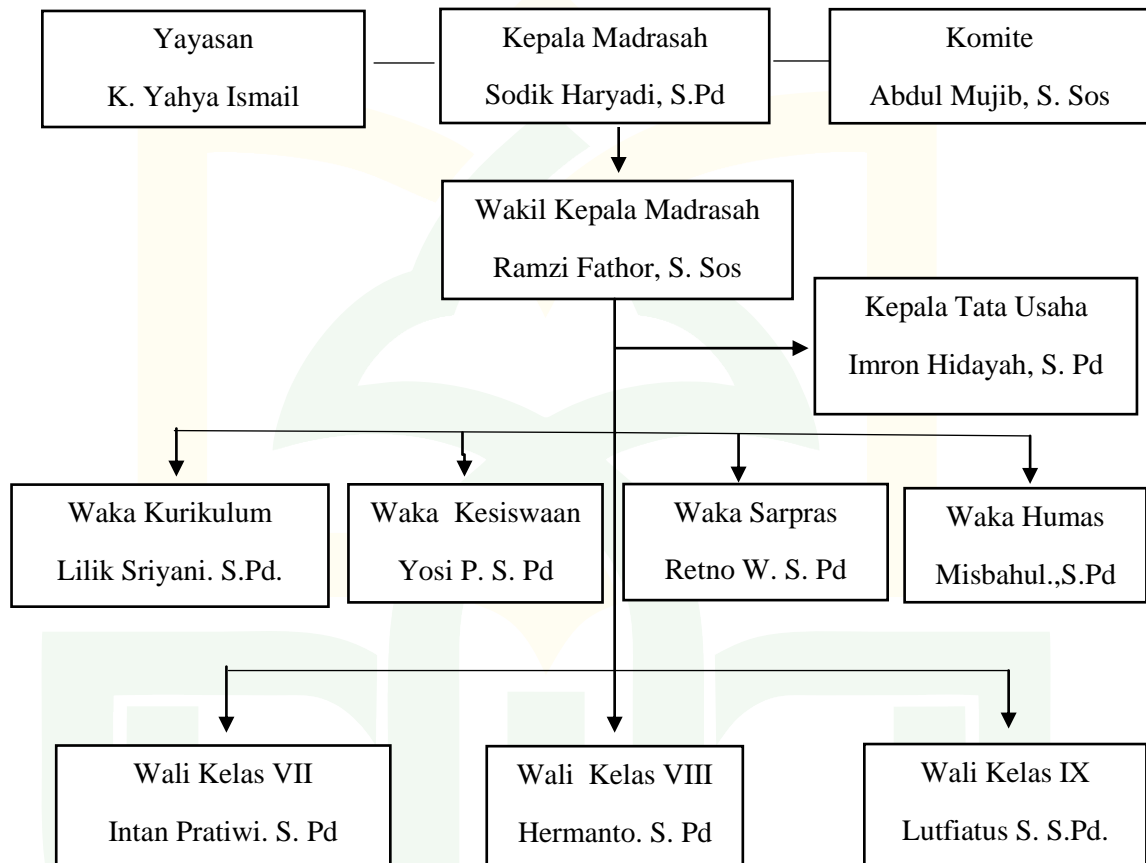 Yayasan
K. Yahya Ismail
Kepala Madrasah
Sodik Haryadi, S.Pd
Komite
Abdul Mujib, S. Sos
Wakil Kepala Madrasah
Ramzi Fathor, S. Sos
Kepala Tata Usaha
Imron Hidayah, S. Pd
Waka Kurikulum
Lilik Sriyani. S.Pd.
Waka Kesiswaan
Yosi P. S. Pd
Waka Sarpras
Retno W. S. Pd
Waka Humas
Misbahul.,S.Pd
Wali Kelas VII
Intan Pratiwi. S. Pd
Wali Kelas VIII
Hermanto. S. Pd
Wali Kelas IX
Lutfiatus S. S.Pd.